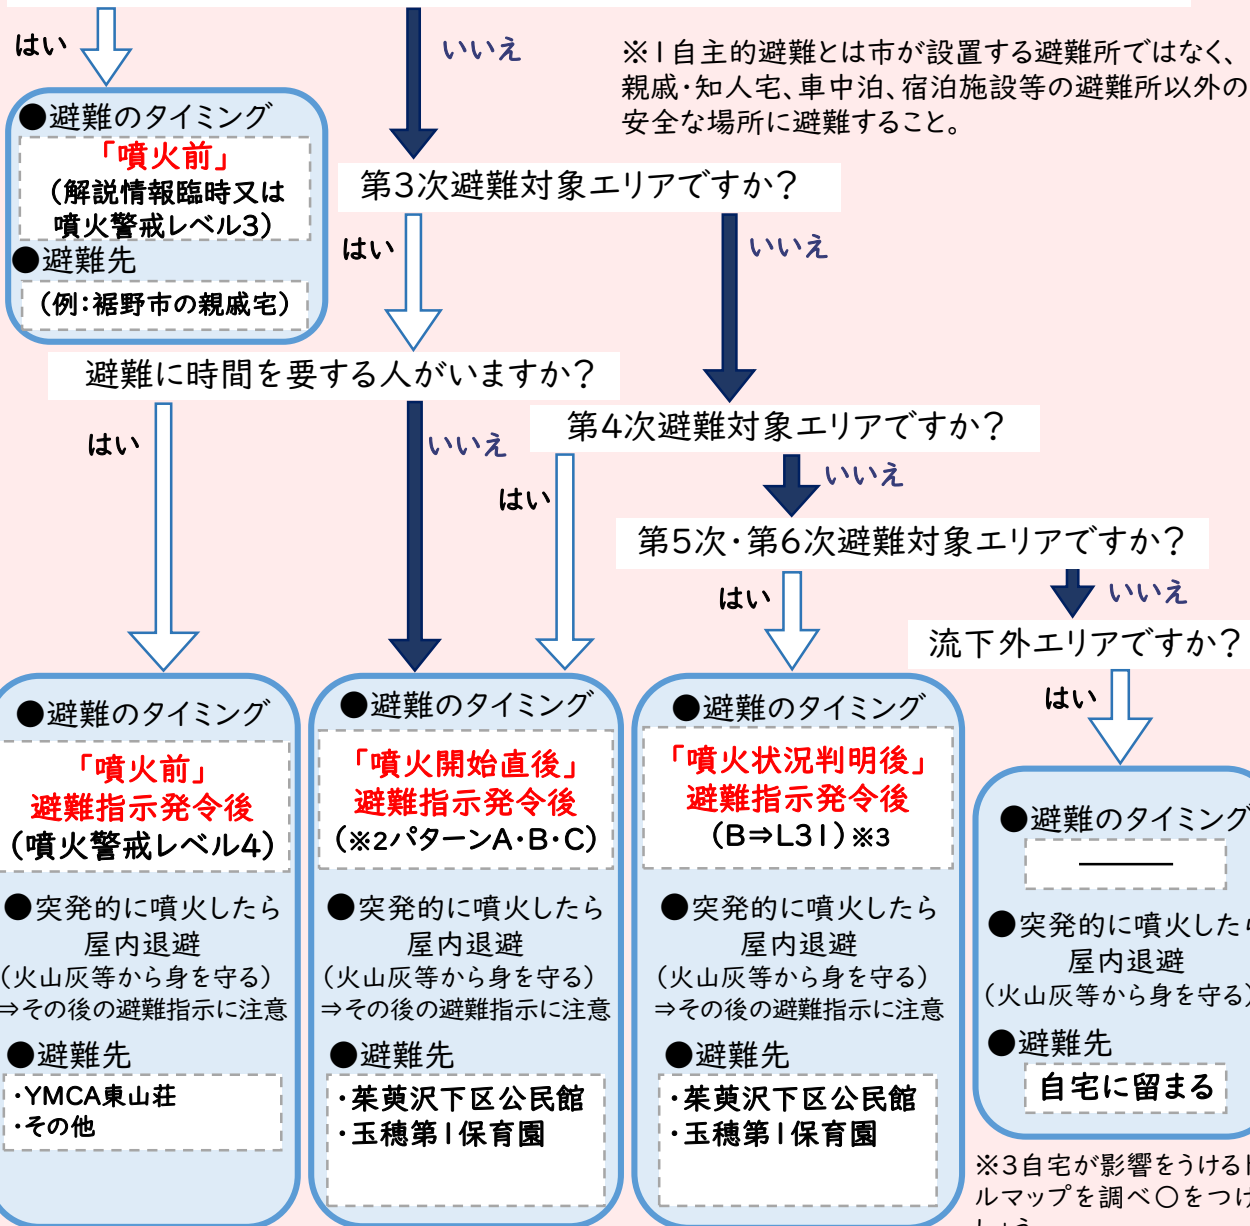 はい
いいえ
※1自主的避難とは市が設置する避難所ではなく、
親戚・知人宅、車中泊、宿泊施設等の避難所以外の
安全な場所に避難すること。
●避難のタイミング
「噴火前」
(解説情報臨時又は
噴火警戒レベル3)
●避難先
(例:裾野市の親戚宅)
第3次避難対象エリアですか?
はい
いいえ
避難に時間を要する人がいますか?
はい
いいえ
第4次避難対象エリアですか?
はい
いいえ
第5次・第6次避難対象エリアですか?
はい
いいえ
流下外エリアですか?
はい
●避難のタイミング
「噴火前」
避難指示発令後
(噴火警戒レベル4)
●突発的に噴火したら
屋内退避
(火山灰等から身を守る)
⇒その後の避難指示に注意
●避難先
・YMCA東山荘
・その他
●避難のタイミング
「噴火開始直後」
避難指示発令後
(※2パターンA・B・C)
●突発的に噴火したら
屋内退避
(火山灰等から身を守る)
⇒その後の避難指示に注意
●避難先
・茱萸沢下区公民館
・玉穂第1保育園
●避難のタイミング
「噴火状況判明後」
避難指示発令後
(B⇒L31)※3
●突発的に噴火したら
屋内退避
(火山灰等から身を守る)
⇒その後の避難指示に注意
●避難先
・茱萸沢下区公民館
・玉穂第1保育園
●避難のタイミング
―――
●突発的に噴火したら
屋内退避
(火山灰等から身を守る)
●避難先
自宅に留まる
※3自宅が影響をうけるド
ルマップを調べ〇をつけ